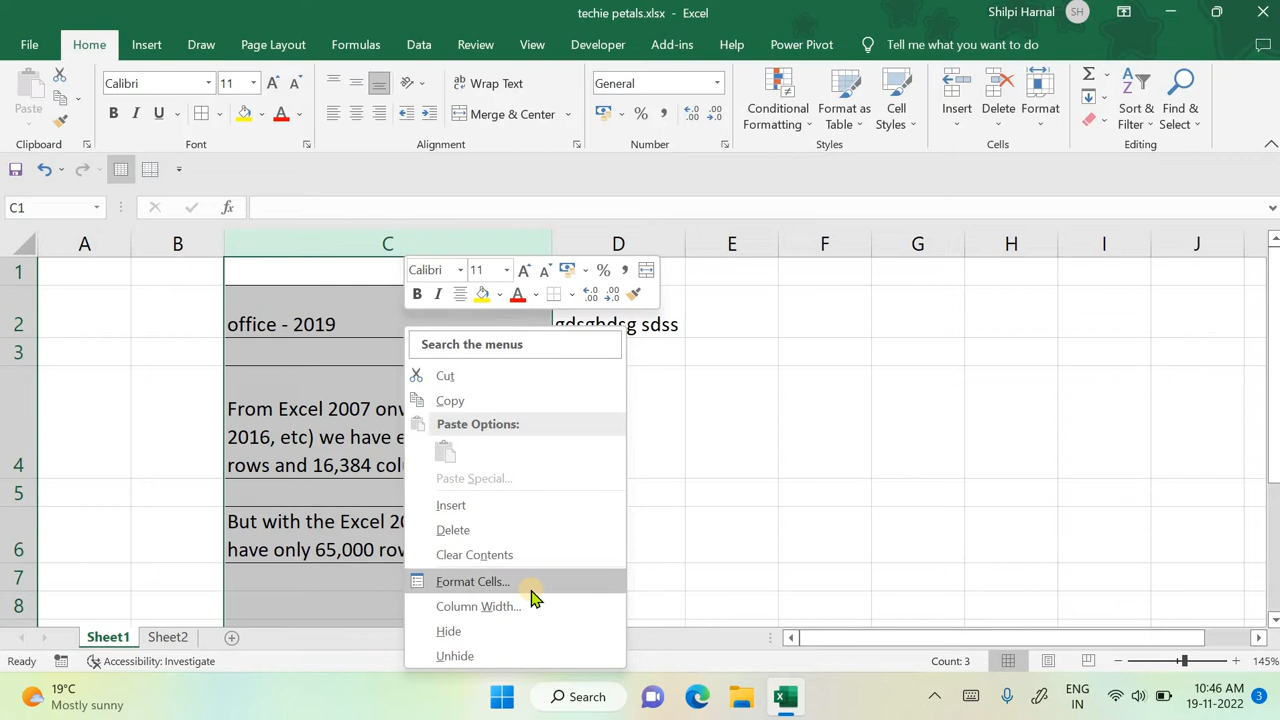 techie petals.xlsx - Excel
Shilpi Harnal SH
File Home Insert Draw Page Layout Formulas Data Review View Developer Add-ins Help Power Pivot Tell me what you want to do
Paste
Clipboard
Calibri 11
B I U
Font
Wrap Text
Merge & Center
Alignment
General
%
Number
Conditional Formatting
Format as Table
Cell Styles
Styles
Insert Delete Format
Cells
Sort & Filter
Find & Select
Editing
C1 fx
A B C D E F G H I J
1
Calibri 11 %
B I A
2 office - 2019 gdsghdsg sdss
3
Search the menus
Cut
Copy
Paste Options:
Paste Special...
Insert
Delete
Clear Contents
Format Cells...
Column Width...
Hide
Unhide
From Excel 2007 onw
2016, etc) we have e
4 rows and 16,384 col
5
But with the Excel 20
6 have only 65,000 row
7
8
Sheet1 Sheet2
Ready Accessibility: Investigate Count: 3 145%
19°C
Mostly sunny
Search
ENG
IN
10:46 AM
19-11-2022
3